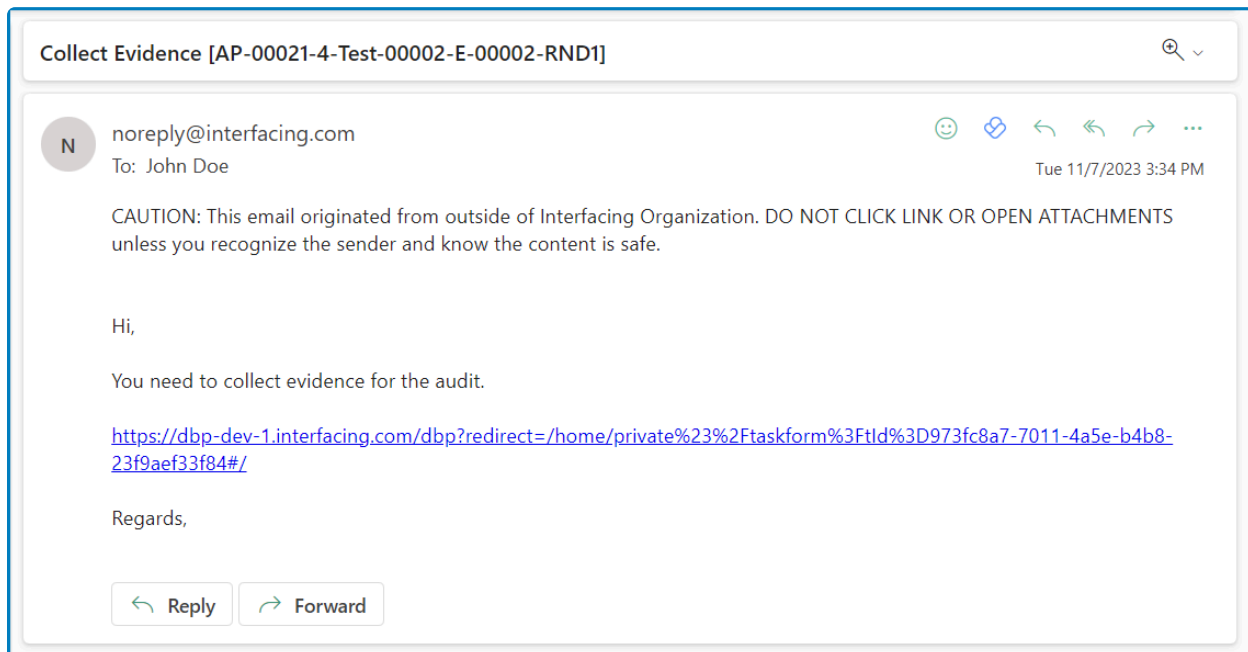 Collect Evidence [AP-00021-4-Test-00002-E-00002-RND1]
N
noreply@interfacing.com
To: John Doe
Tue 11/7/2023 3:34 PM
CAUTION: This email originated from outside of Interfacing Organization. DO NOT CLICK LINK OR OPEN ATTACHMENTS
unless you recognize the sender and know the content is safe.
Hi,
You need to collect evidence for the audit.
https://dbp-dev-1.interfacing.com/dbp?redirect=/home/private%23%2Ftaskform%3FtId%3D973fc8a7-7011-4a5e-b4b8-
23f9aef33f84#/
Regards,
Reply
Forward